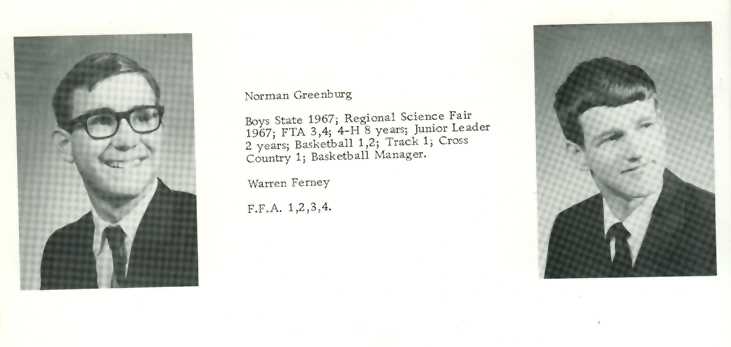 Norman Greenburg
Boys State 1967; Regional Science Fair
1967; FTA 3,4; 4-H 8 years; Junior Leader
2 years; Basketball 1,2; Track 1; Cross
Country 1; Basketball Manager.
Warren Ferney
F.F.A. 1,2,3,4.